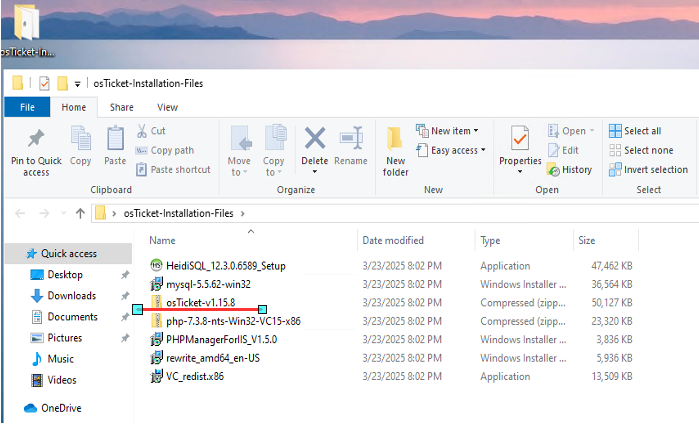 osTicket-In...
osTicket-Installation-Files
File Home Share View
Pin to Quick access
Copy
Paste
Cut
Copy path
Paste shortcut
Clipboard
Move to
Copy to
Delete
Rename
Organize
New folder
New item
Easy access
New
Properties
Open
Edit
History
Open
Select all
Select none
Invert selection
Select
osTicket-Installation-Files
Name Date modified Type Size
Quick access
Desktop
Downloads
Documents
Pictures
Music
Videos
OneDrive
HeidiSQL_12.3.0.6589_Setup 3/23/2025 8:02 PM Application 47,462 KB
mysql-5.5.62-win32 3/23/2025 8:02 PM Windows Installer ... 36,564 KB
osTicket-v1.15.8 3/23/2025 8:02 PM Compressed (zipp... 50,127 KB
php-7.3.8-nts-Win32-VC15-x86 3/23/2025 8:02 PM Compressed (zipp... 23,320 KB
PHPManagerForIIS_V1.5.0 3/23/2025 8:02 PM Windows Installer ... 3,836 KB
rewrite_amd64_en-US 3/23/2025 8:02 PM Windows Installer ... 5,936 KB
VC_redist.x86 3/23/2025 8:02 PM Application 13,509 KB